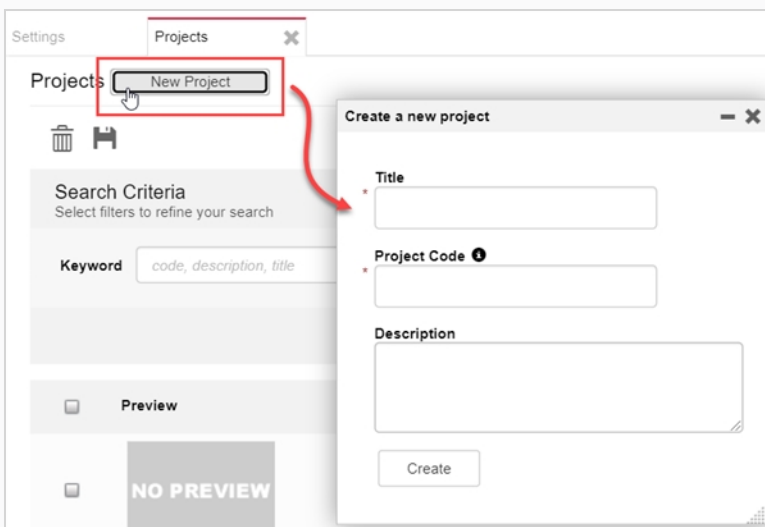 Settings
Projects
Projects
New Project
Search Criteria
Select filters to refine your search
Keyword
code, description, title
Preview
NO PREVIEW
Create a new project
* Title
* Project Code
Description
Create